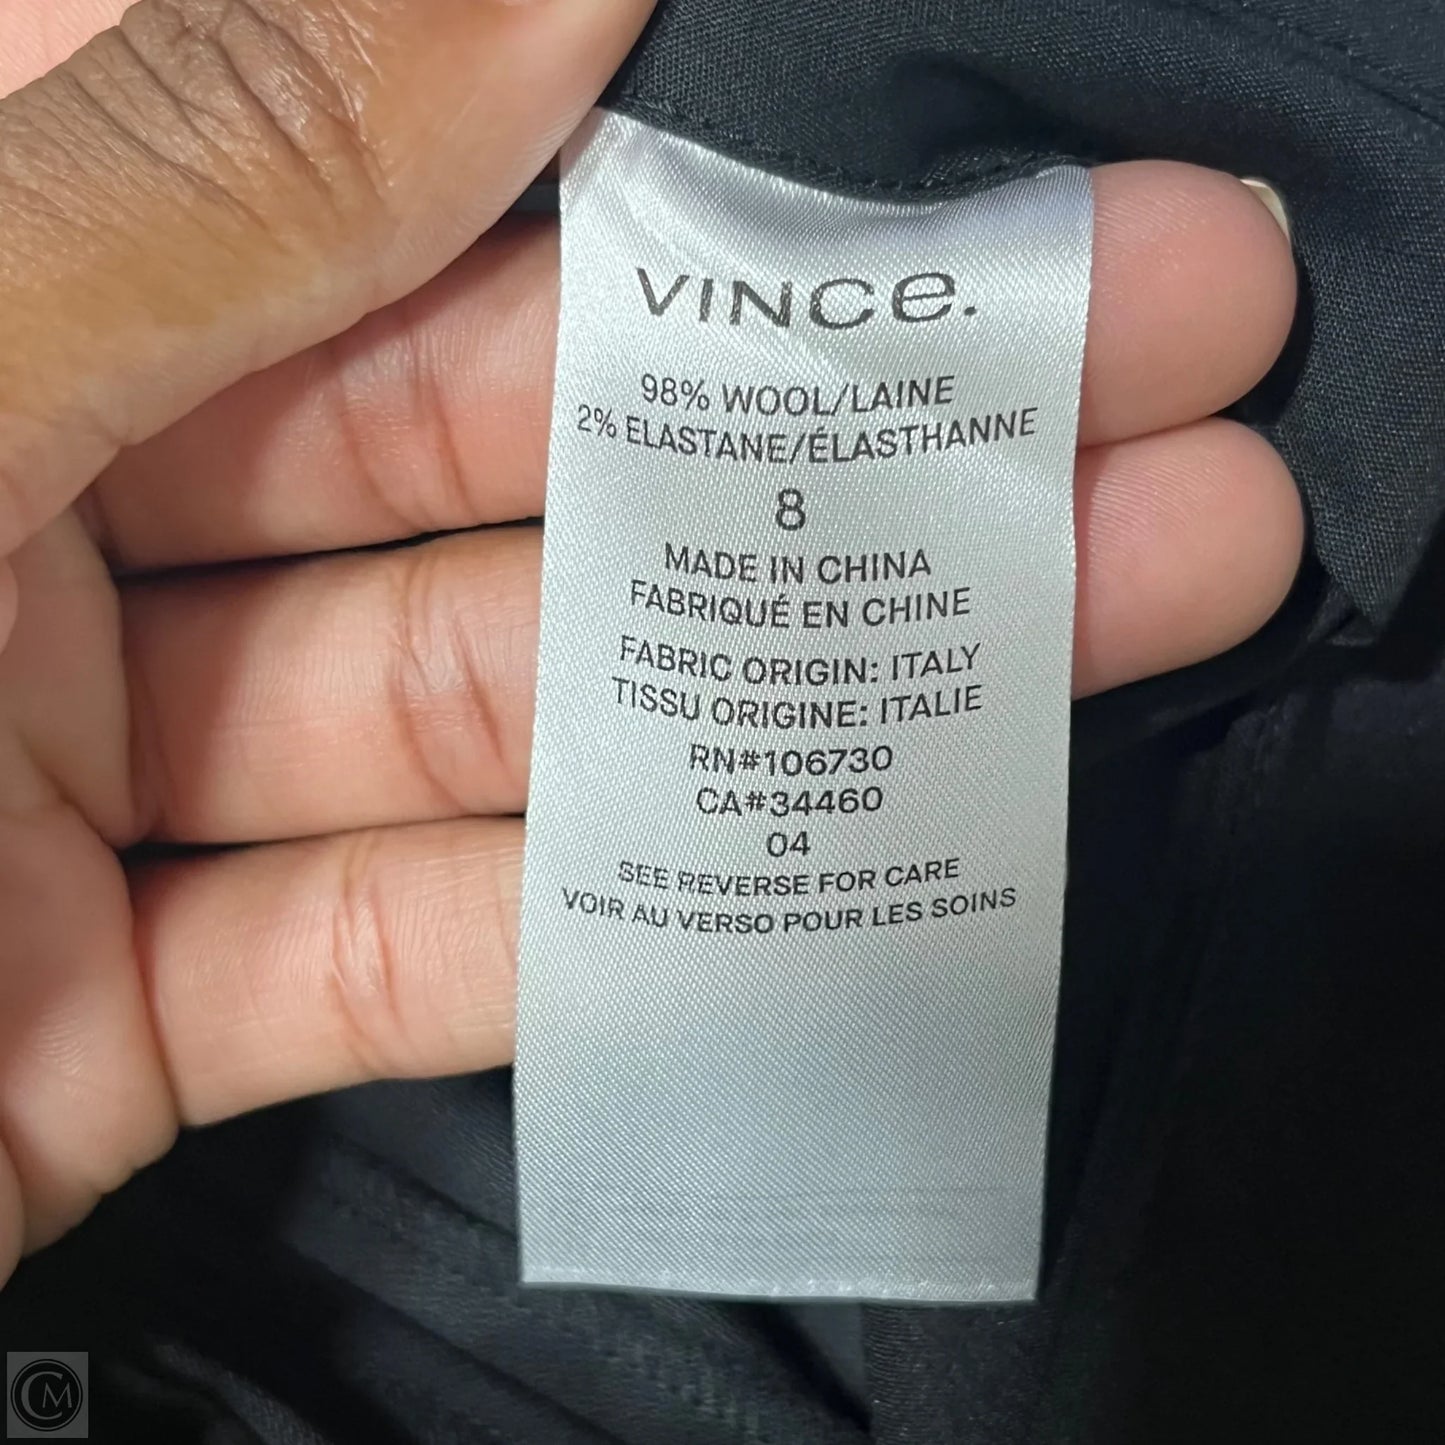 VINCe.
98% WOOL/LAINE
2% ELASTANE/ÉLASTHANNE
8
MADE IN CHINA
FABRIQUÉ EN CHINE
FABRIC ORIGIN: ITALY
TISSU ORIGINE: ITALIE
RN#106730
CA#34460
04
SEE REVERSE FOR CARE
VOIR AU VERSO POUR LES SOINS
CM